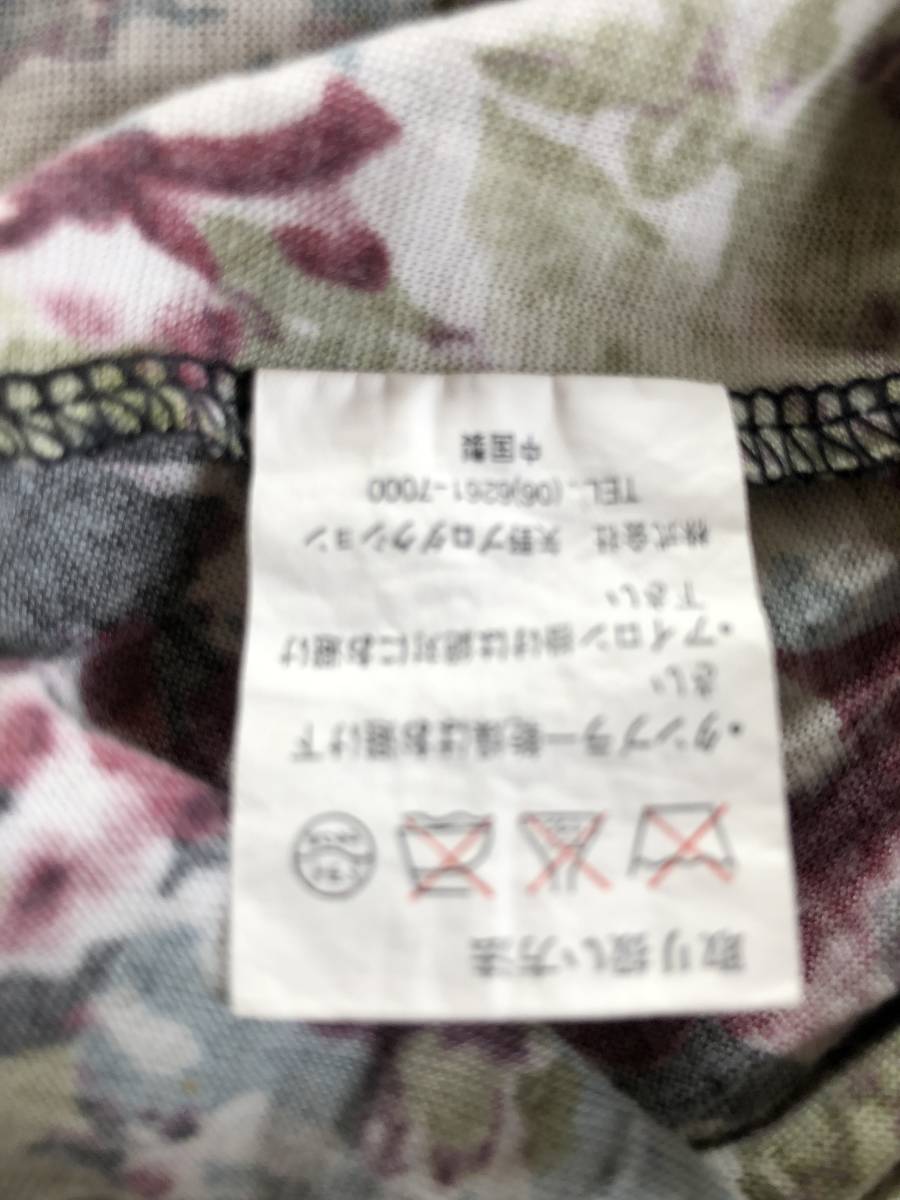 取り扱い方法
・タンブラー乾燥はお避け下
さい
・アイロン掛けは絶対にお避け
下さい
株式会社 矢野プロダクション
TEL.(06)6261-7000
中国製